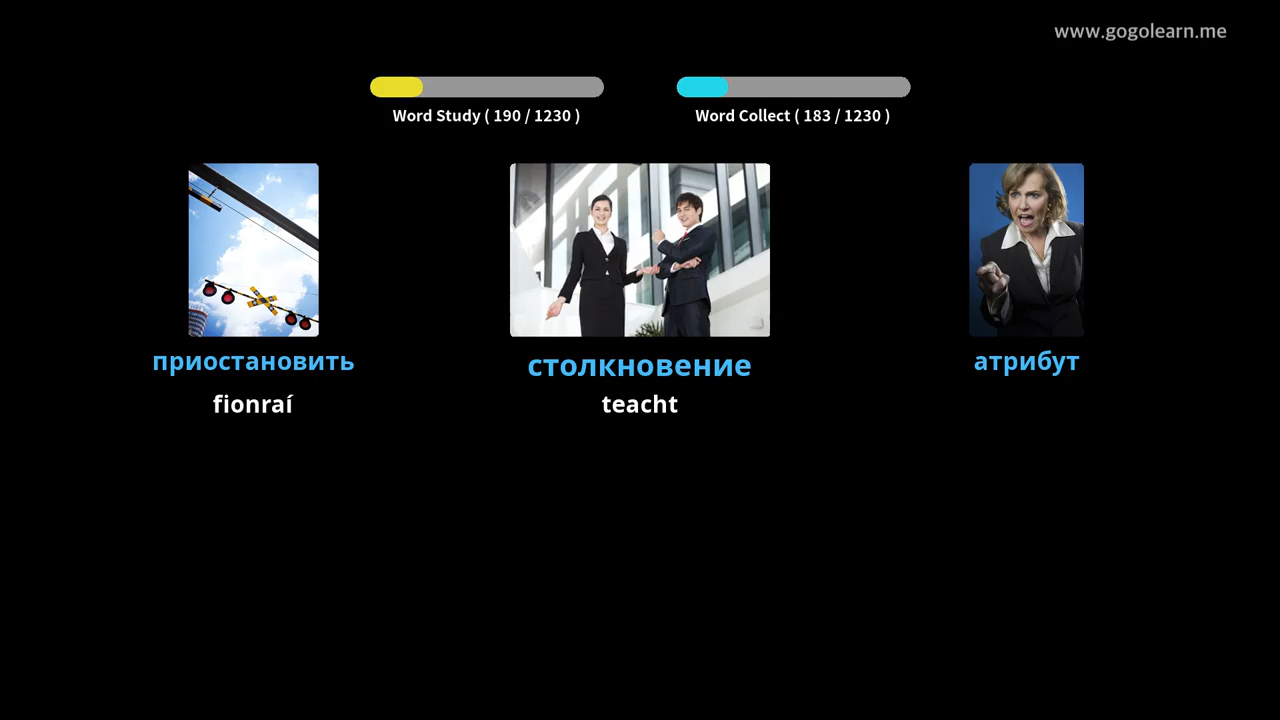 www.gogolearn.me
Word Study ( 190 / 1230 )
Word Collect ( 183 / 1230 )
приостановить
fionraí
столкновение
teacht
атрибут